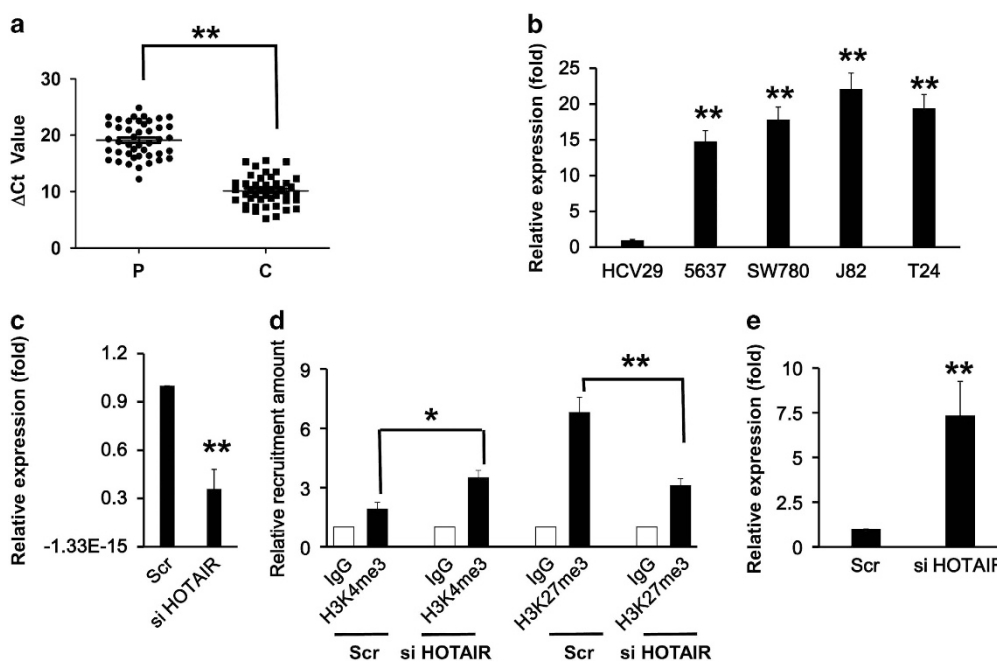 a
**
30
20
10
0
ΔCt Value
P
C
b
25
20
15
10
5
0
Relative expression (fold)
**
**
**
**
HCV29
5637
SW780
J82
T24
c
1.2
0.9
0.6
0.3
-1.33E-15
Relative expression (fold)
**
Scr
si HOTAIR
d
9
6
3
0
Relative recruitment amount
*
**
IgG
H3K4me3
IgG
H3K4me3
IgG
H3K27me3
IgG
H3K27me3
Scr
si HOTAIR
Scr
si HOTAIR
e
10
7.5
5
2.5
0
Relative expression (fold)
**
Scr
si HOTAIR